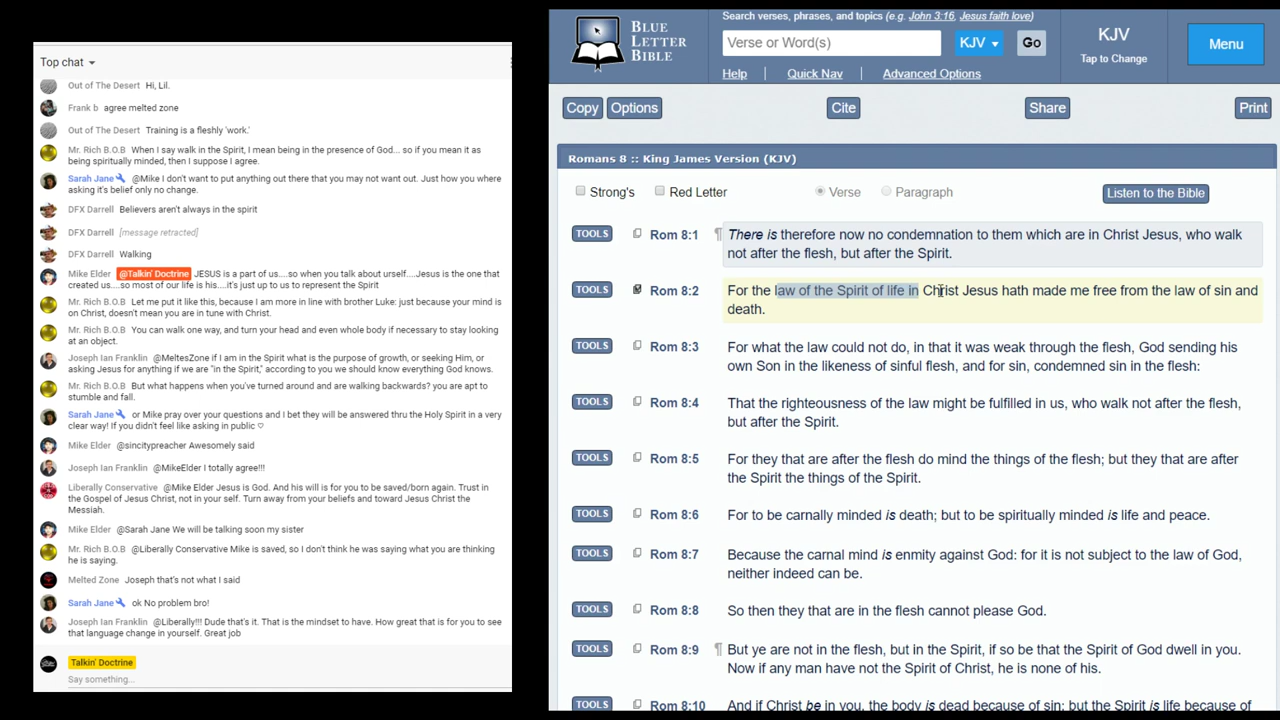 Top chat
Out of The Desert Hi, Lil.
Frank b agree melted zone
Out of The Desert Training is a fleshly 'work.'
Mr. Rich B.O.B When I say walk in the Spirit, I mean being in the presence of God... so if you mean it as
being spiritually minded, then I suppose I agree.
Sarah Jane @Mike I don't want to put anything out there that you may not want out. Just how you where
asking it's belief only no change.
DFX Darrell Believers aren't always in the spirit
DFX Darrell [message retracted]
DFX Darrell Walking
Mike Elder @Talkin' Doctrine JESUS is a part of us....so when you talk about urself....Jesus is the one that
created us...so most of our life is his....it's just up to us to represent the Spirit
Mr. Rich B.O.B Let me put it like this, because I am more in line with brother Luke: just because your mind is
on Christ, doesn't mean you are in tune with Christ.
Mr. Rich B.O.B You can walk one way, and turn your head and even whole body if necessary to stay looking
at an object.
Joseph Ian Franklin @MeltesZone if I am in the Spirit what is the purpose of growth, or seeking Him, or
asking Jesus for anything if we are "in the Spirit," according to you we should know everything God knows.
Mr. Rich B.O.B But what happens when you've turned around and are walking backwards? you are apt to
stumble and fall.
Sarah Jane or Mike pray over your questions and I bet they will be answered thru the Holy Spirit in a very
clear way! If you didn't feel like asking in public ♡
Mike Elder @sincitypreacher Awesomely said
Joseph Ian Franklin @MikeElder I totally agree!!!
Liberally Conservative @Mike Elder Jesus is God. And his will is for you to be saved/born again. Trust in
the Gospel of Jesus Christ, not in your self. Turn away from your beliefs and toward Jesus Christ the
Messiah.
Mike Elder @Sarah Jane We will be talking soon my sister
Mr. Rich B.O.B @Liberally Conservative Mike is saved, so I don't think he was saying what you are thinking
he is saying.
Melted Zone Joseph that's not what I said
Sarah Jane ok No problem bro!
Joseph Ian Franklin @Liberally!!! Dude that's it. That is the mindset to have. How great that is for you to see
that language change in yourself. Great job
Talkin' Doctrine
Say something...
BLUE
LETTER
BIBLE
Search verses, phrases, and topics (e.g. John 3:16, Jesus faith love)
Verse or Word(s) KJV Go
Help Quick Nav Advanced Options
KJV
Tap to Change
Menu
Copy Options Cite Share Print
Romans 8 :: King James Version (KJV)
Strong's Red Letter Verse Paragraph Listen to the Bible
TOOLS Rom 8:1 ¶ There is therefore now no condemnation to them which are in Christ Jesus, who walk
not after the flesh, but after the Spirit.
TOOLS Rom 8:2 For the law of the Spirit of life in Christ Jesus hath made me free from the law of sin and
death.
TOOLS Rom 8:3 For what the law could not do, in that it was weak through the flesh, God sending his
own Son in the likeness of sinful flesh, and for sin, condemned sin in the flesh:
TOOLS Rom 8:4 That the righteousness of the law might be fulfilled in us, who walk not after the flesh,
but after the Spirit.
TOOLS Rom 8:5 For they that are after the flesh do mind the things of the flesh; but they that are after
the Spirit the things of the Spirit.
TOOLS Rom 8:6 For to be carnally minded is death; but to be spiritually minded is life and peace.
TOOLS Rom 8:7 Because the carnal mind is enmity against God: for it is not subject to the law of God,
neither indeed can be.
TOOLS Rom 8:8 So then they that are in the flesh cannot please God.
TOOLS Rom 8:9 ¶ But ye are not in the flesh, but in the Spirit, if so be that the Spirit of God dwell in you.
Now if any man have not the Spirit of Christ, he is none of his.
TOOLS Rom 8:10 And if Christ be in you, the body is dead because of sin; but the Spirit is life because of